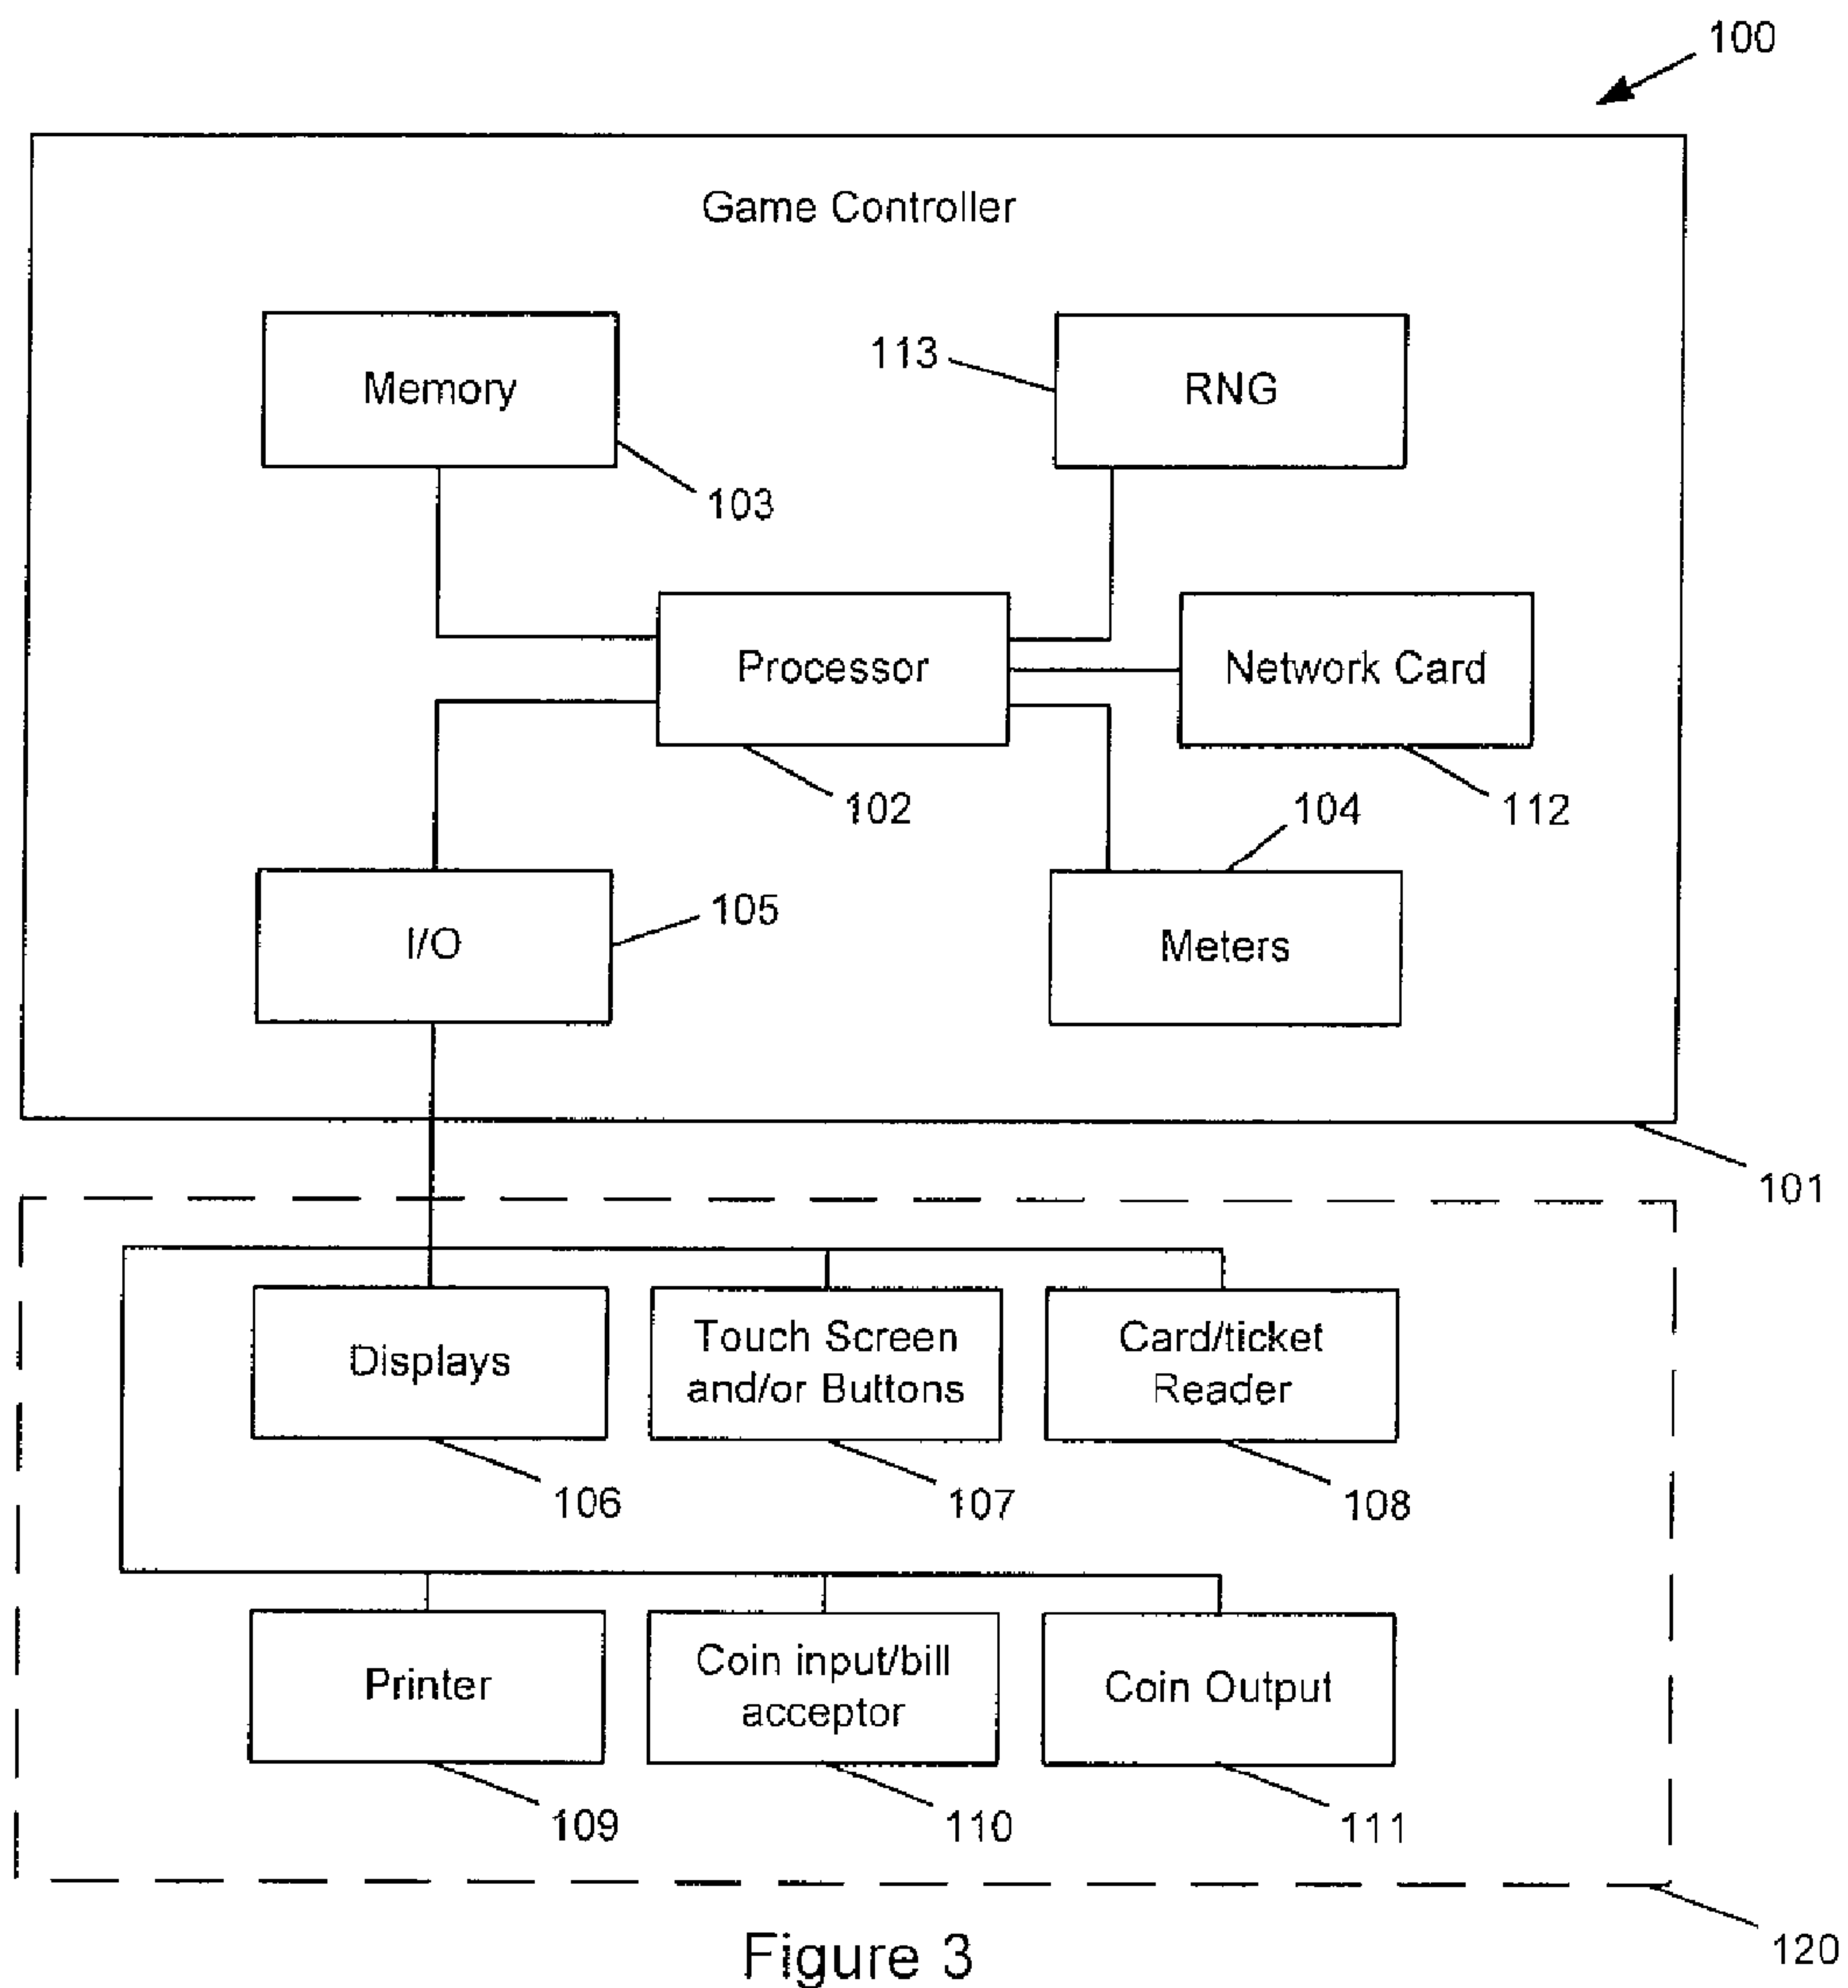 100
Game Controller
Memory
113
RNG
103
Processor
Network Card
102
104
112
I/O
105
Meters
101
Displays
Touch Screen
and/or Buttons
Card/ticket
Reader
106
107
108
Printer
Coin input/bill
acceptor
Coin Output
109
110
111
120
Figure 3